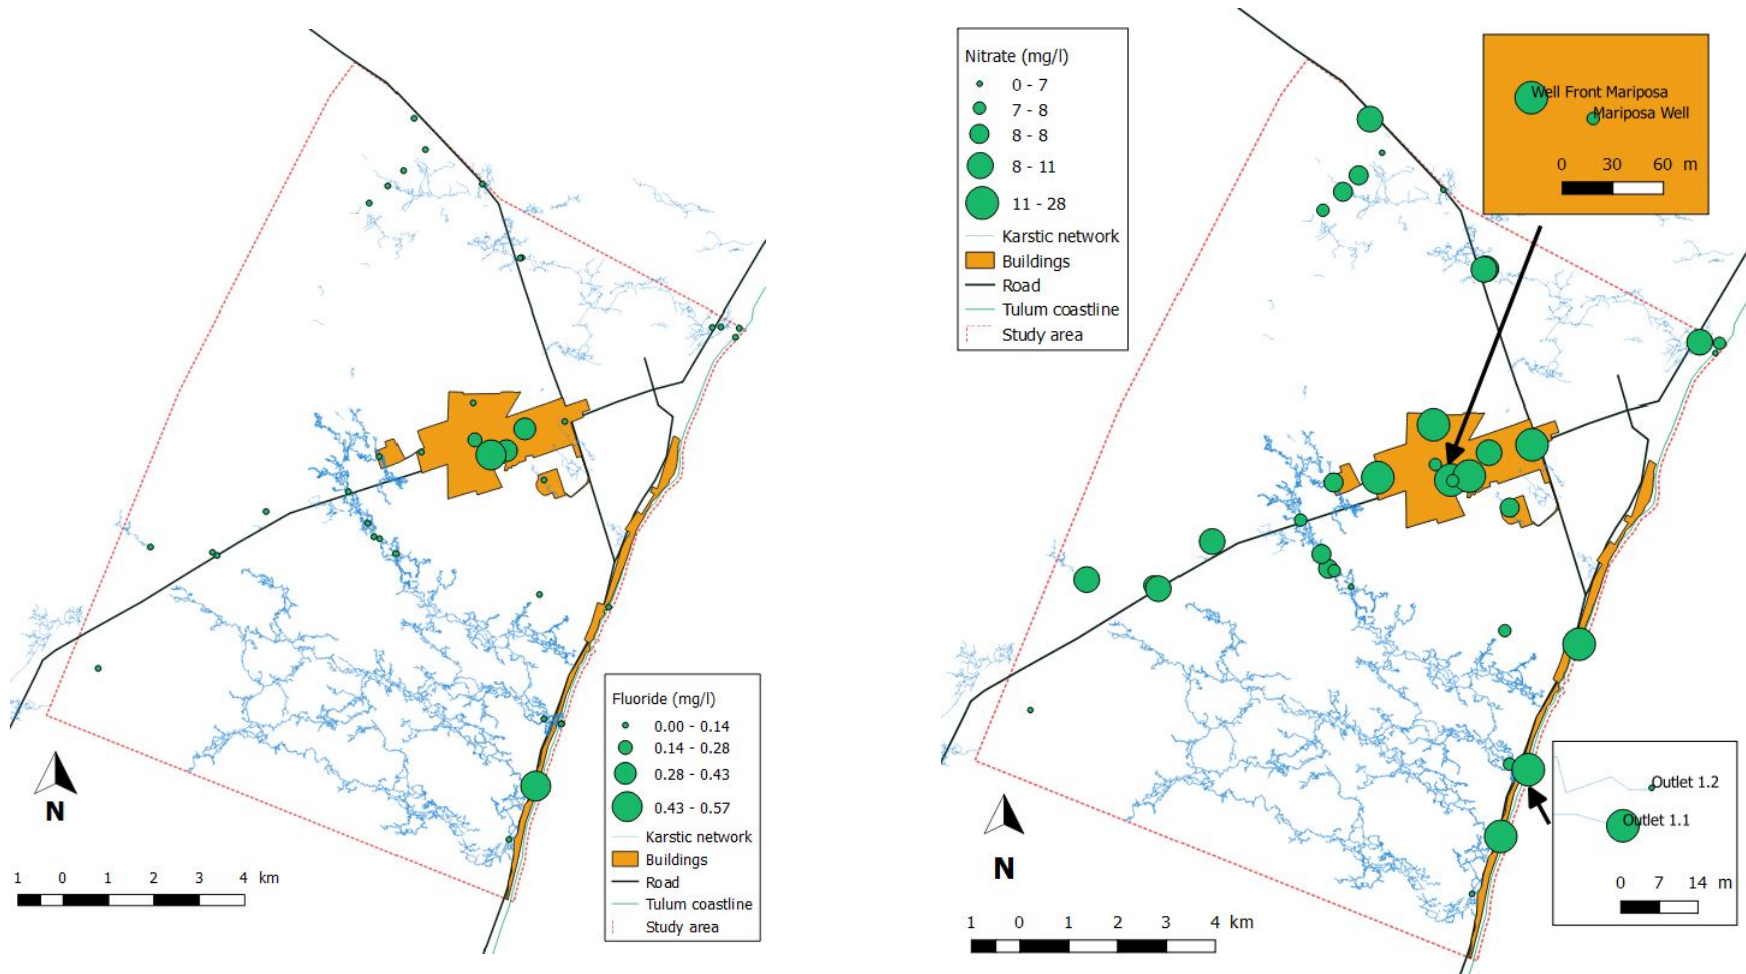 Fluoride (mg/l)
0.00 - 0.14
0.14 - 0.28
0.28 - 0.43
0.43 - 0.57
Karstic network
Buildings
Road
Tulum coastline
Study area
N
1 0 1 2 3 4 km
Nitrate (mg/l)
0 - 7
7 - 8
8 - 8
8 - 11
11 - 28
Karstic network
Buildings
Road
Tulum coastline
Study area
Well Front Mariposa
Mariposa Well
0 30 60 m
Outlet 1.2
Outlet 1.1
0 7 14 m
N
1 0 1 2 3 4 km